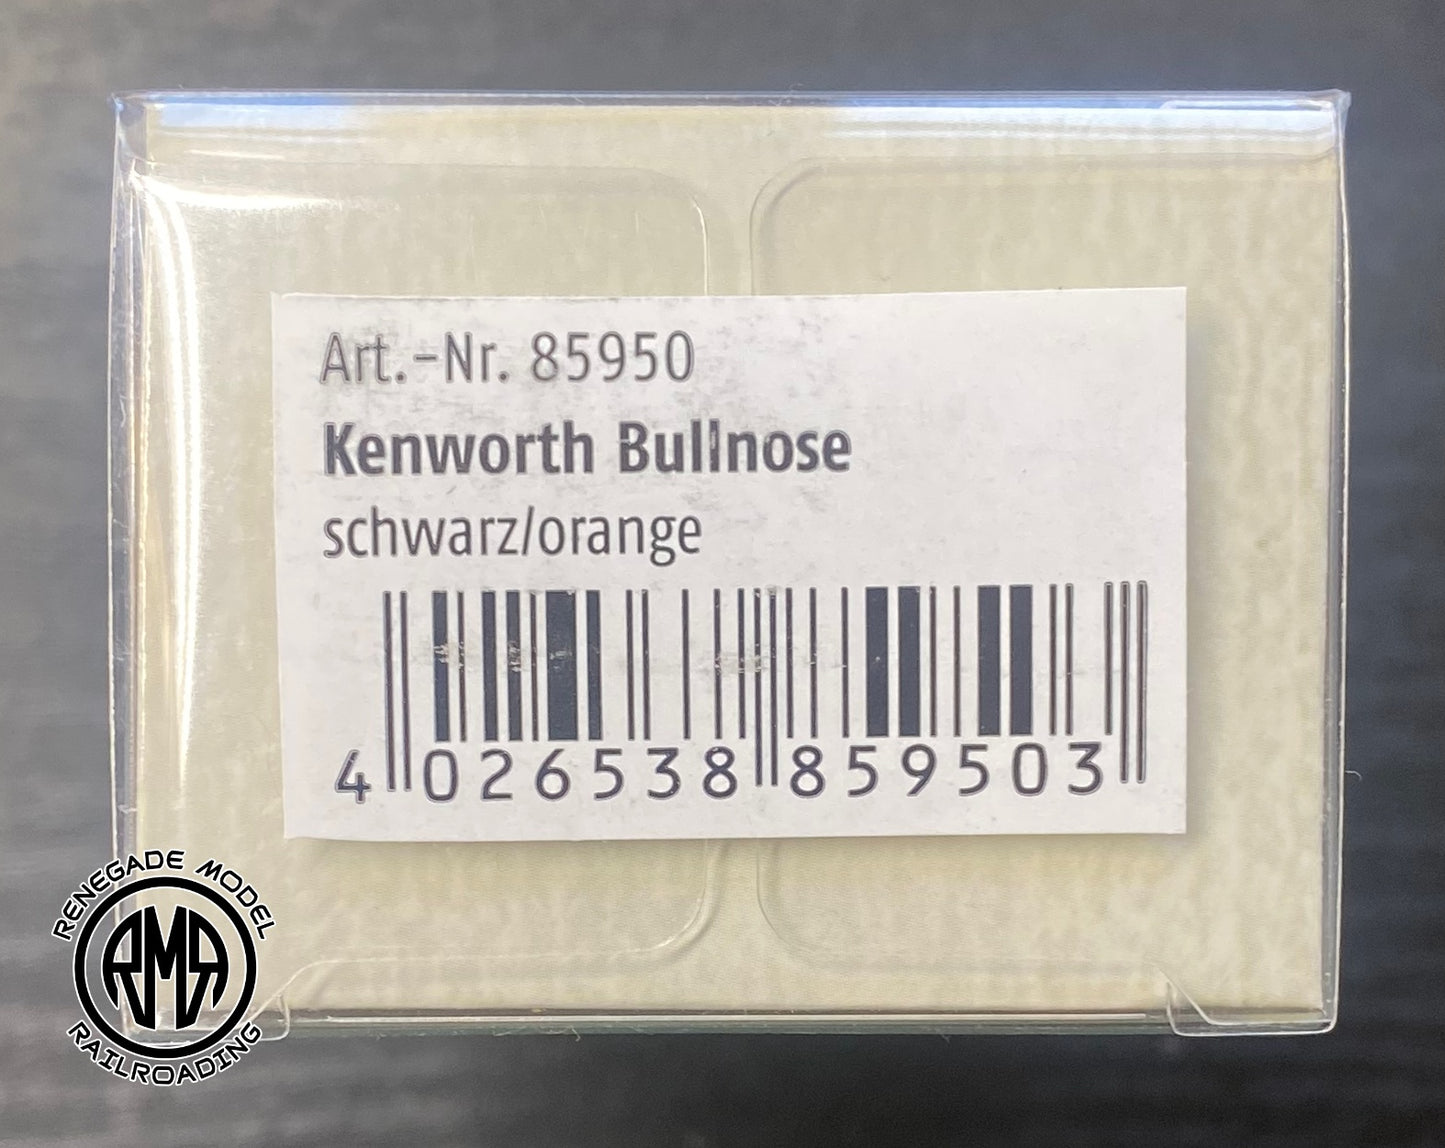 Art.-Nr. 85950
Kenworth Bullnose
schwarz/orange
4 026538 859503
RENEGADE MODEL
RMR
RAILROADING